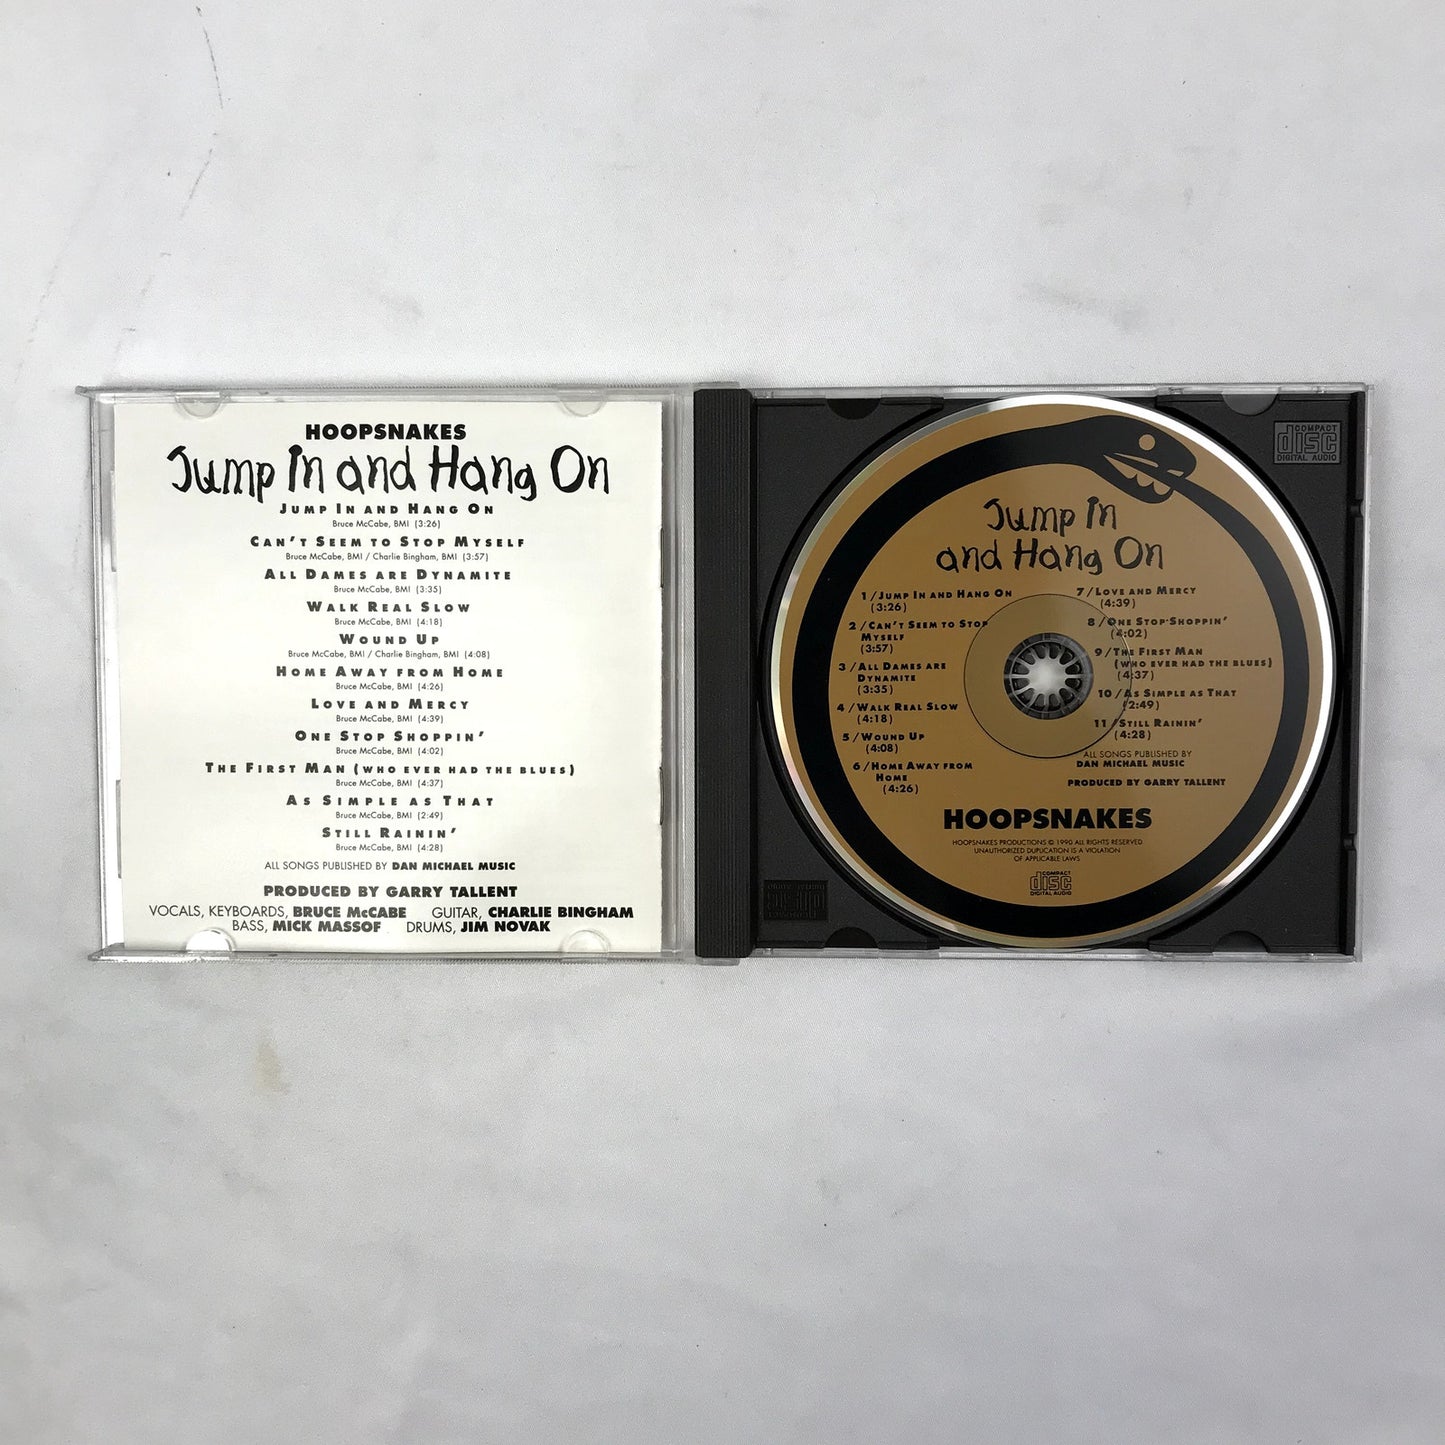 HOOPSNAKES
Jump In and Hang On
JUMP IN AND HANG ON
Bruce McCabe, BMI (3:26)
CAN'T SEEM TO STOP MYSELF
Bruce McCabe, BMI / Charlie Bingham, BMI (3:57)
ALL DAMES ARE DYNAMITE
Bruce McCabe, BMI (3:35)
WALK REAL SLOW
Bruce McCabe, BMI (4:18)
WOUND UP
Bruce McCabe, BMI / Charlie Bingham, BMI (4:08)
HOME AWAY FROM HOME
Bruce McCabe, BMI (4:26)
LOVE AND MERCY
Bruce McCabe, BMI (4:39)
ONE STOP SHOPPIN'
Bruce McCabe, BMI (4:02)
THE FIRST MAN (WHO EVER HAD THE BLUES)
Bruce McCabe, BMI (4:37)
AS SIMPLE AS THAT
Bruce McCabe, BMI (2:49)
STILL RAININ'
Bruce McCabe, BMI (4:28)
ALL SONGS PUBLISHED BY DAN MICHAEL MUSIC
PRODUCED BY GARRY TALLENT
VOCALS, KEYBOARDS, BRUCE McCABE GUITAR, CHARLIE BINGHAM
BASS, MICK MASSOF DRUMS, JIM NOVAK
Jump In
and Hang On
1/JUMP IN AND HANG ON
(3:26)
2/CAN'T SEEM TO STOP
MYSELF
(3:57)
3/ALL DAMES ARE
DYNAMITE
(3:35)
4/WALK REAL SLOW
(4:18)
5/WOUND UP
(4:08)
6/HOME AWAY FROM
HOME
(4:26)
7/LOVE AND MERCY
(4:39)
8/ONE STOP-SHOPPIN'
(4:02)
9/THE FIRST MAN
(WHO EVER HAD THE BLUES)
(4:37)
10/AS SIMPLE AS THAT
(2:49)
11/STILL RAININ'
(4:28)
ALL SONGS PUBLISHED BY
DAN MICHAEL MUSIC
PRODUCED BY GARRY TALLENT
HOOPSNAKES
HOOPSNAKES PRODUCTIONS © 1990 ALL RIGHTS RESERVED
UNAUTHORIZED DUPLICATION IS A VIOLATION
OF APPLICABLE LAWS
COMPACT
disc
DIGITAL AUDIO
COMPACT
disc
DIGITAL AUDIO
COMPACT
disc
DIGITAL AUDIO